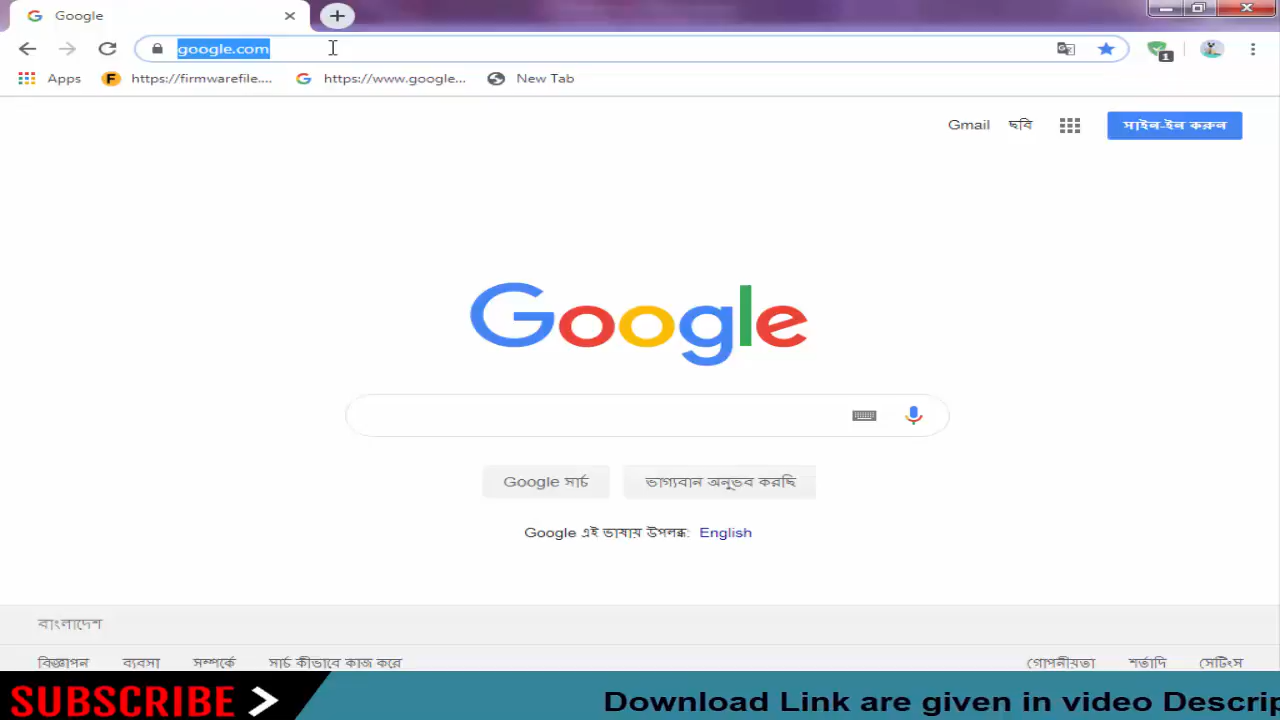 Google
google.com
1
Apps
https://firmwarefile....
https://www.google...
New Tab
Gmail
ছবি
সাইন-ইন করুন
Google
Google সার্চ
ভাগ্যবান অনুভব করছি
Google এই ভাষায় উপলব্ধ: English
বাংলাদেশ
বিজ্ঞাপন ব্যবসা সম্পর্কে সার্চ কীভাবে কাজ করে গোপনীয়তা শর্তাদি সেটিংস
SUBSCRIBE Download Link are given in video Descrip